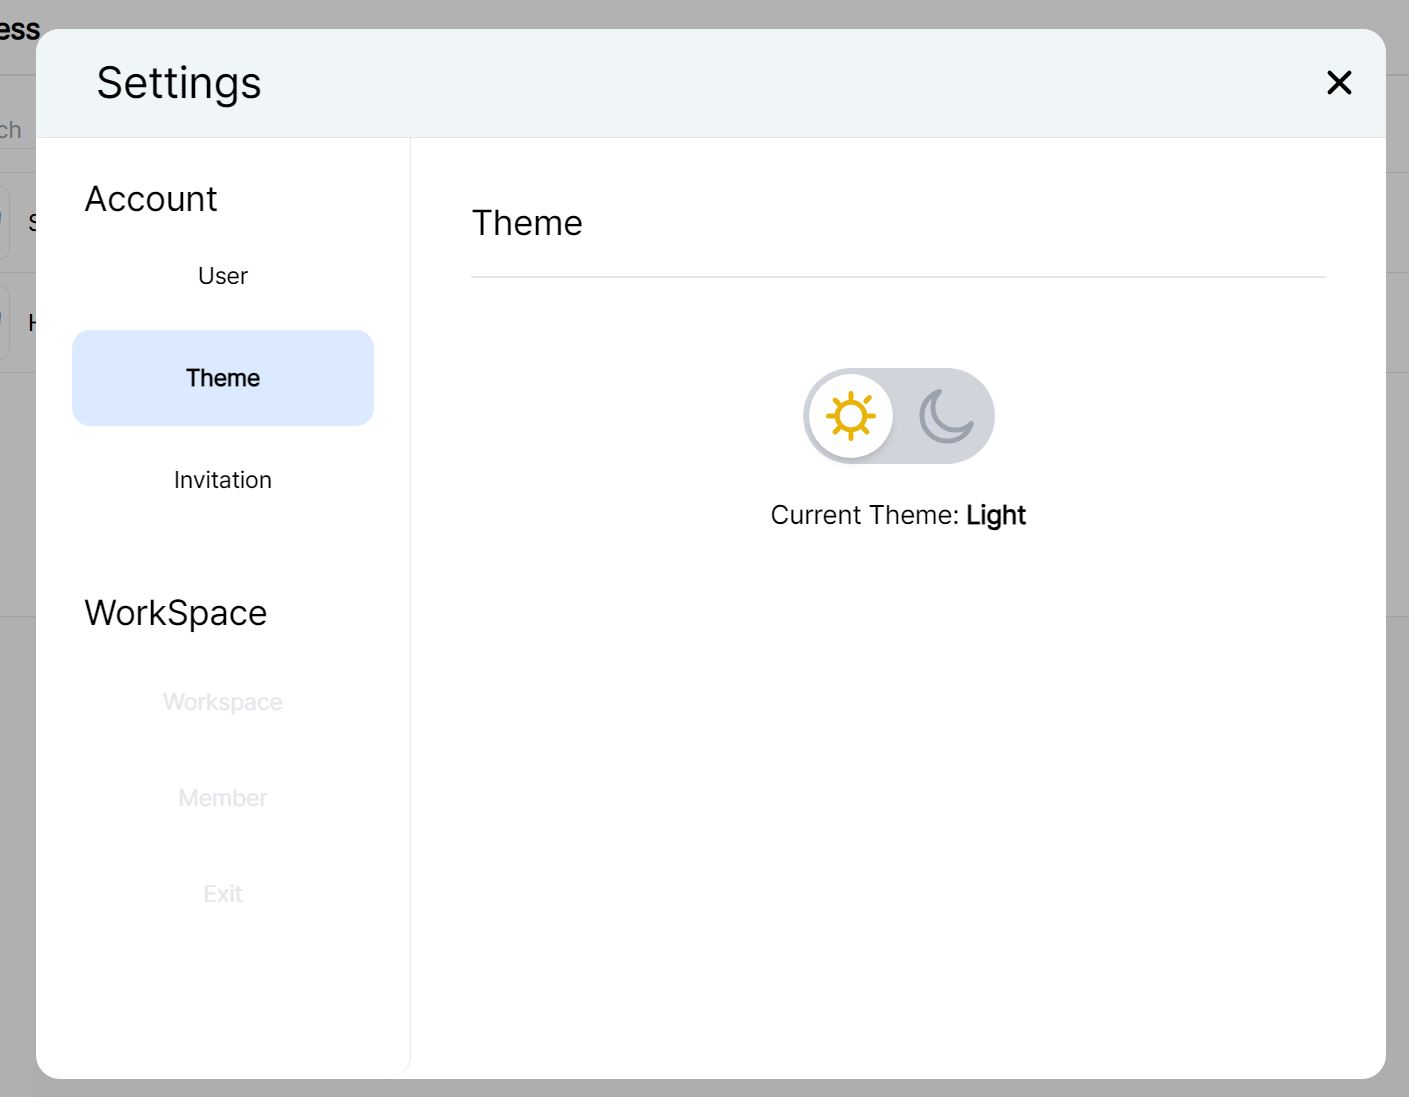 ess
Settings
ch
Account
User
Theme
Invitation
WorkSpace
Workspace
Member
Exit
Theme
Current Theme: Light